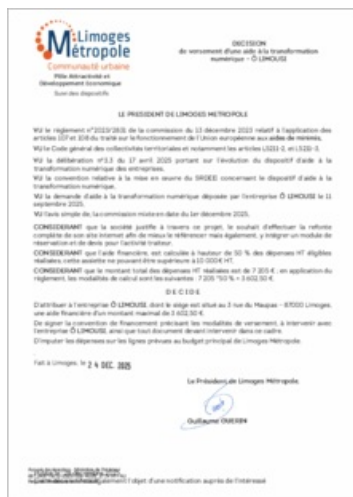 Limoges
Métropole
Communauté urbaine
Pôle Attractivité et
Développement Economique
Suivi des dispositifs
DECISION
de versement d'une aide à la transformation
numérique - Ô LIMOUSI
LE PRESIDENT DE LIMOGES METROPOLE
VU le règlement n°2023/2831 de la commission du 13 décembre 2023 relatif à l'application des
articles 107 et 108 du traité sur le fonctionnement de l'Union européenne aux aides de minimis,
VU le Code général des collectivités territoriales et notamment les articles L5211-2, et L5211-3,
VU la délibération n°3.3 du 17 avril 2025 portant sur l'évolution du dispositif d'aide à la
transformation numérique des entreprises.
VU la convention relative à la mise en œuvre du SRDEII concernant le dispositif d'aide à la
transformation numérique.
VU la demande d'aide à la transformation numérique déposée par l'entreprise Ô LIMOUSI le 11
septembre 2025,
VU l'avis simple de, la commission mixte en date du 1er décembre 2025,
CONSIDERANT que la société justifie à travers ce projet, le souhait d'effectuer la refonte
complète de son site Internet afin de mieux le référencer mais également, y intégrer un module de
réservation et de devis pour l'activité traiteur.
CONSIDERANT que l'aide financière, est calculée à hauteur de 50 % des dépenses HT éligibles
réalisées, cette assiette ne pouvant être supérieure à 10 000 € HT.
CONSIDERANT que le montant total des dépenses HT réalisées est de 7 205 € : en application du
règlement, les modalités de calcul sont les suivantes : 7 205 *50 % = 3 602,50 €.
DECIDE
D'attribuer à l'entreprise Ô LIMOUSI, dont le siège est situé au 3 rue du Maupas - 87000 Limoges,
une aide financière d'un montant maximal de 3 602,50 €.
De signer la convention de financement précisant les modalités de versement, à intervenir avec
l'entreprise Ô LIMOUSI, ainsi que tout document devant intervenir dans ce cadre.
D'imputer les dépenses sur les lignes prévues au budget principal de Limoges Métropole.
Fait à Limoges, le 24 DEC. 2025
Le Président de Limoges Métropole
Guillaume GUERIN
également l'objet d'une notification auprès de l'intéressé